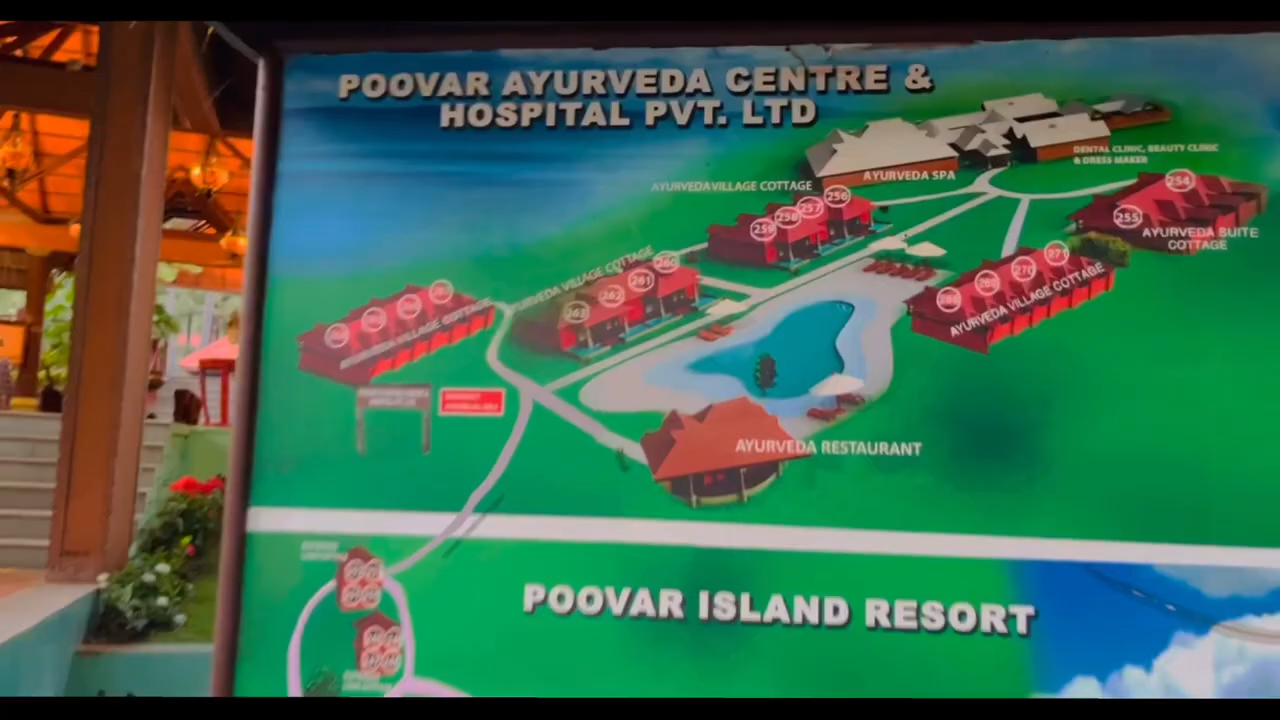 POOVAR AYURVEDA CENTRE &
HOSPITAL PVT. LTD
DENTAL CLINIC, BEAUTY CLINIC
& DRESS MAKER
AYURVEDA SPA
AYURVEDA VILLAGE COTTAGE
256
257
258
259
254
255
AYURVEDA SUITE
COTTAGE
AYURVEDA VILLAGE COTTAGE
260
261
262
263
271
270
AYURVEDA VILLAGE COTTAGE
VILLAGE COTTAGE
AYURVEDA RESTAURANT
POOVAR ISLAND RESORT